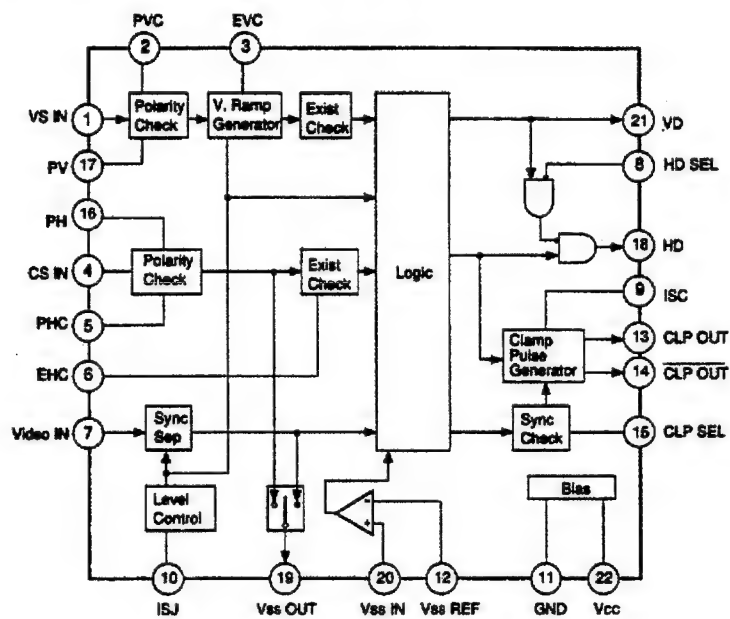 PVC
EVC
2
3
VS IN
1
Polarity
Check
V. Ramp
Generator
Exist
Check
21
VD
PV
17
8
HD SEL
PH
16
CS IN
4
Polarity
Check
Exist
Check
Logic
18
HD
9
ISC
PHC
5
Clamp
Pulse
Generator
13
CLP OUT
EHC
6
14
CLP OUT
Video IN
7
Sync
Sep
Sync
Check
15
CLP SEL
Level
Control
-
+
Bias
10
19
20
12
11
22
ISJ
Vss OUT
Vss IN
Vss REF
GND
Vcc